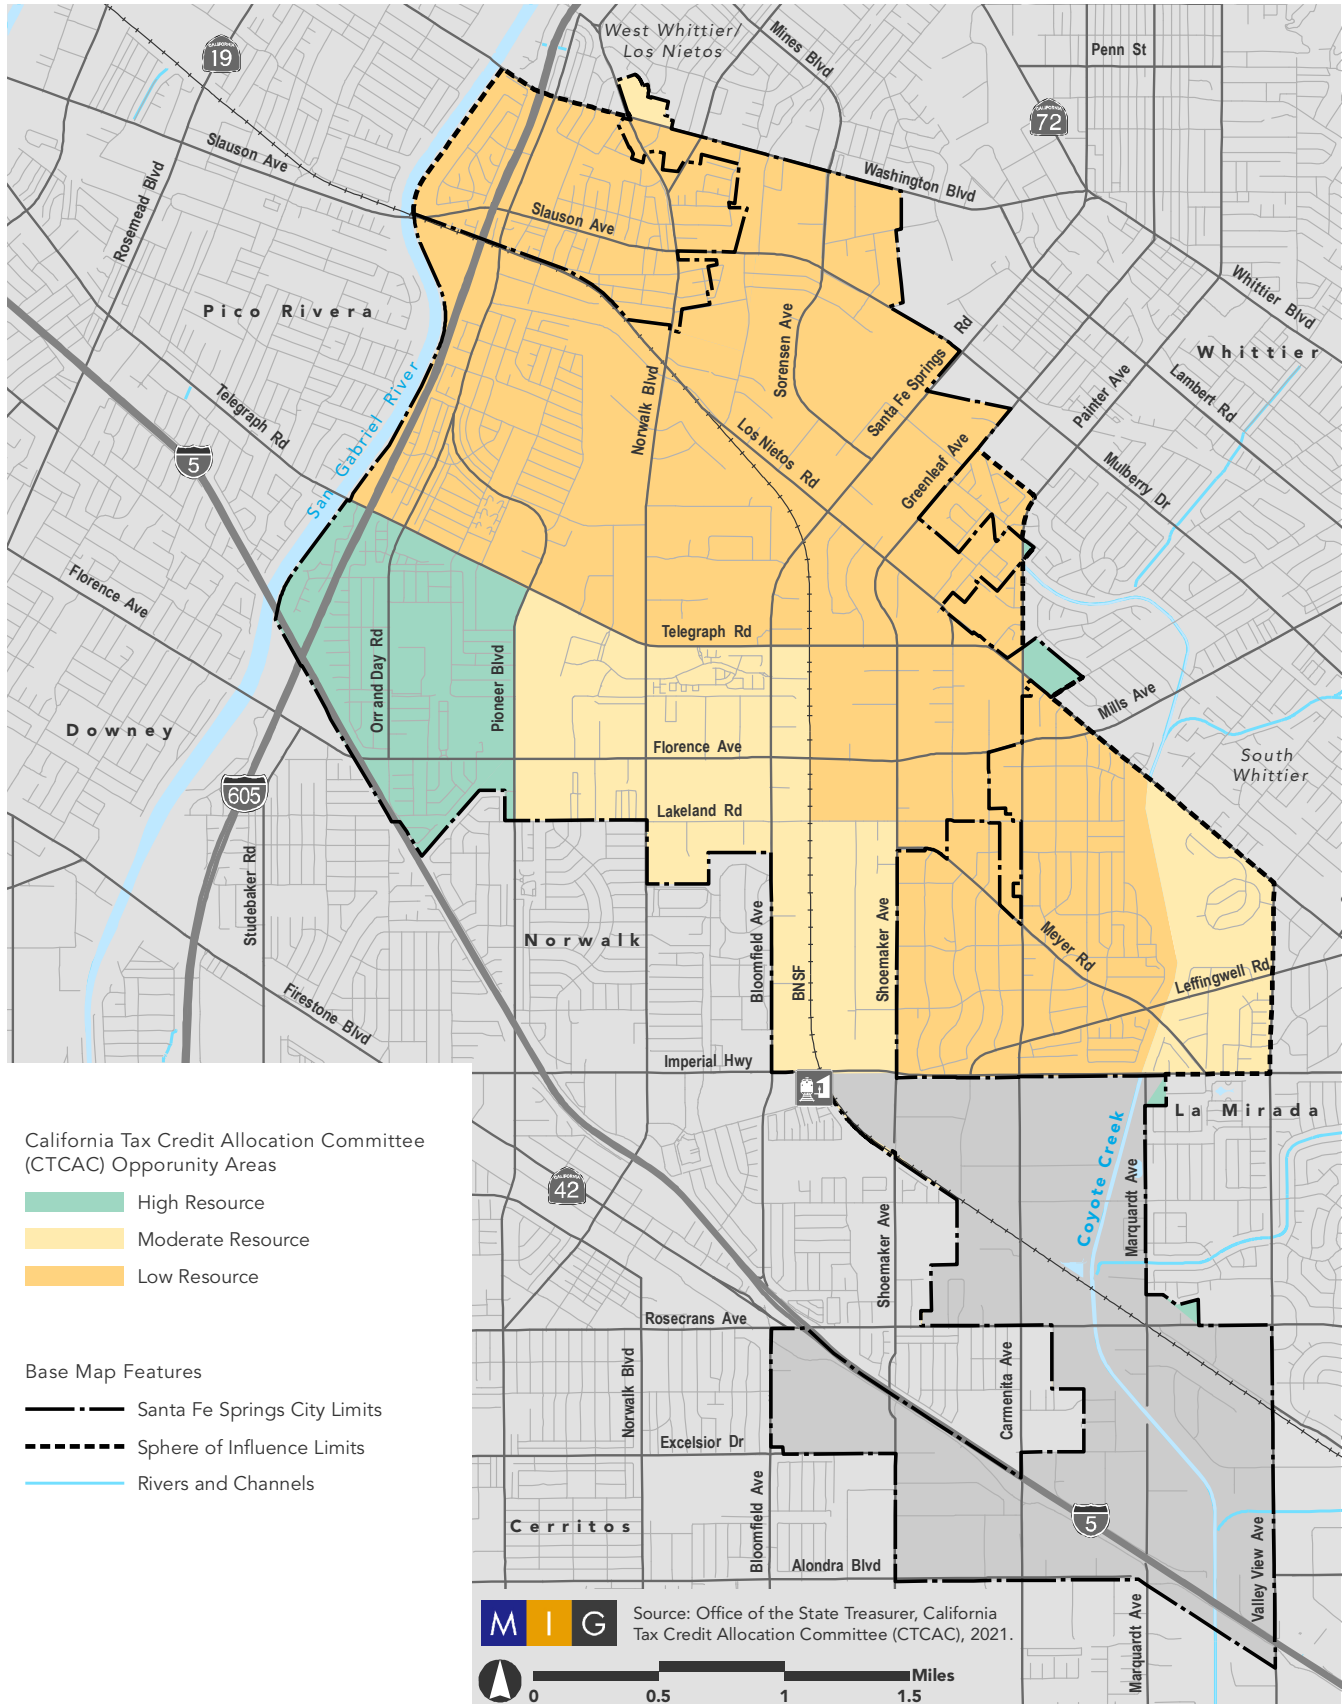 West Whittier/
Los Nietos
Mines Blvd
Penn St
CALIFORNIA
19
CALIFORNIA
72
Slauson Ave
Rosemead Blvd
Washington Blvd
Slauson Ave
Pico Rivera
Whittier Blvd
Whittier
Sorensen Ave
Santa Fe Springs Rd
Painter Ave
Lambert Rd
San Gabriel River
Telegraph Rd
Norwalk Blvd
Los Nietos Rd
Greenleaf Ave
Mulberry Dr
5
Florence Ave
Telegraph Rd
Orr and Day Rd
Pioneer Blvd
Mills Ave
Downey
Florence Ave
South
Whittier
605
Lakeland Rd
Studebaker Rd
Norwalk
Bloomfield Ave
BNSF
Shoemaker Ave
Meyer Rd
Leffingwell Rd
Firestone Blvd
Imperial Hwy
La Mirada
Coyote Creek
Marquardt Ave
California Tax Credit Allocation Committee
(CTCAC) Opporunity Areas
High Resource
Moderate Resource
Low Resource
CALIFORNIA
42
Shoemaker Ave
Rosecrans Ave
Norwalk Blvd
Carmenita Ave
Base Map Features
Santa Fe Springs City Limits
Sphere of Influence Limits
Rivers and Channels
Excelsior Dr
Bloomfield Ave
5
Cerritos
Alondra Blvd
Valley View Ave
Marquardt Ave
M I G
Source: Office of the State Treasurer, California
Tax Credit Allocation Committee (CTCAC), 2021.
Miles
0 0.5 1 1.5